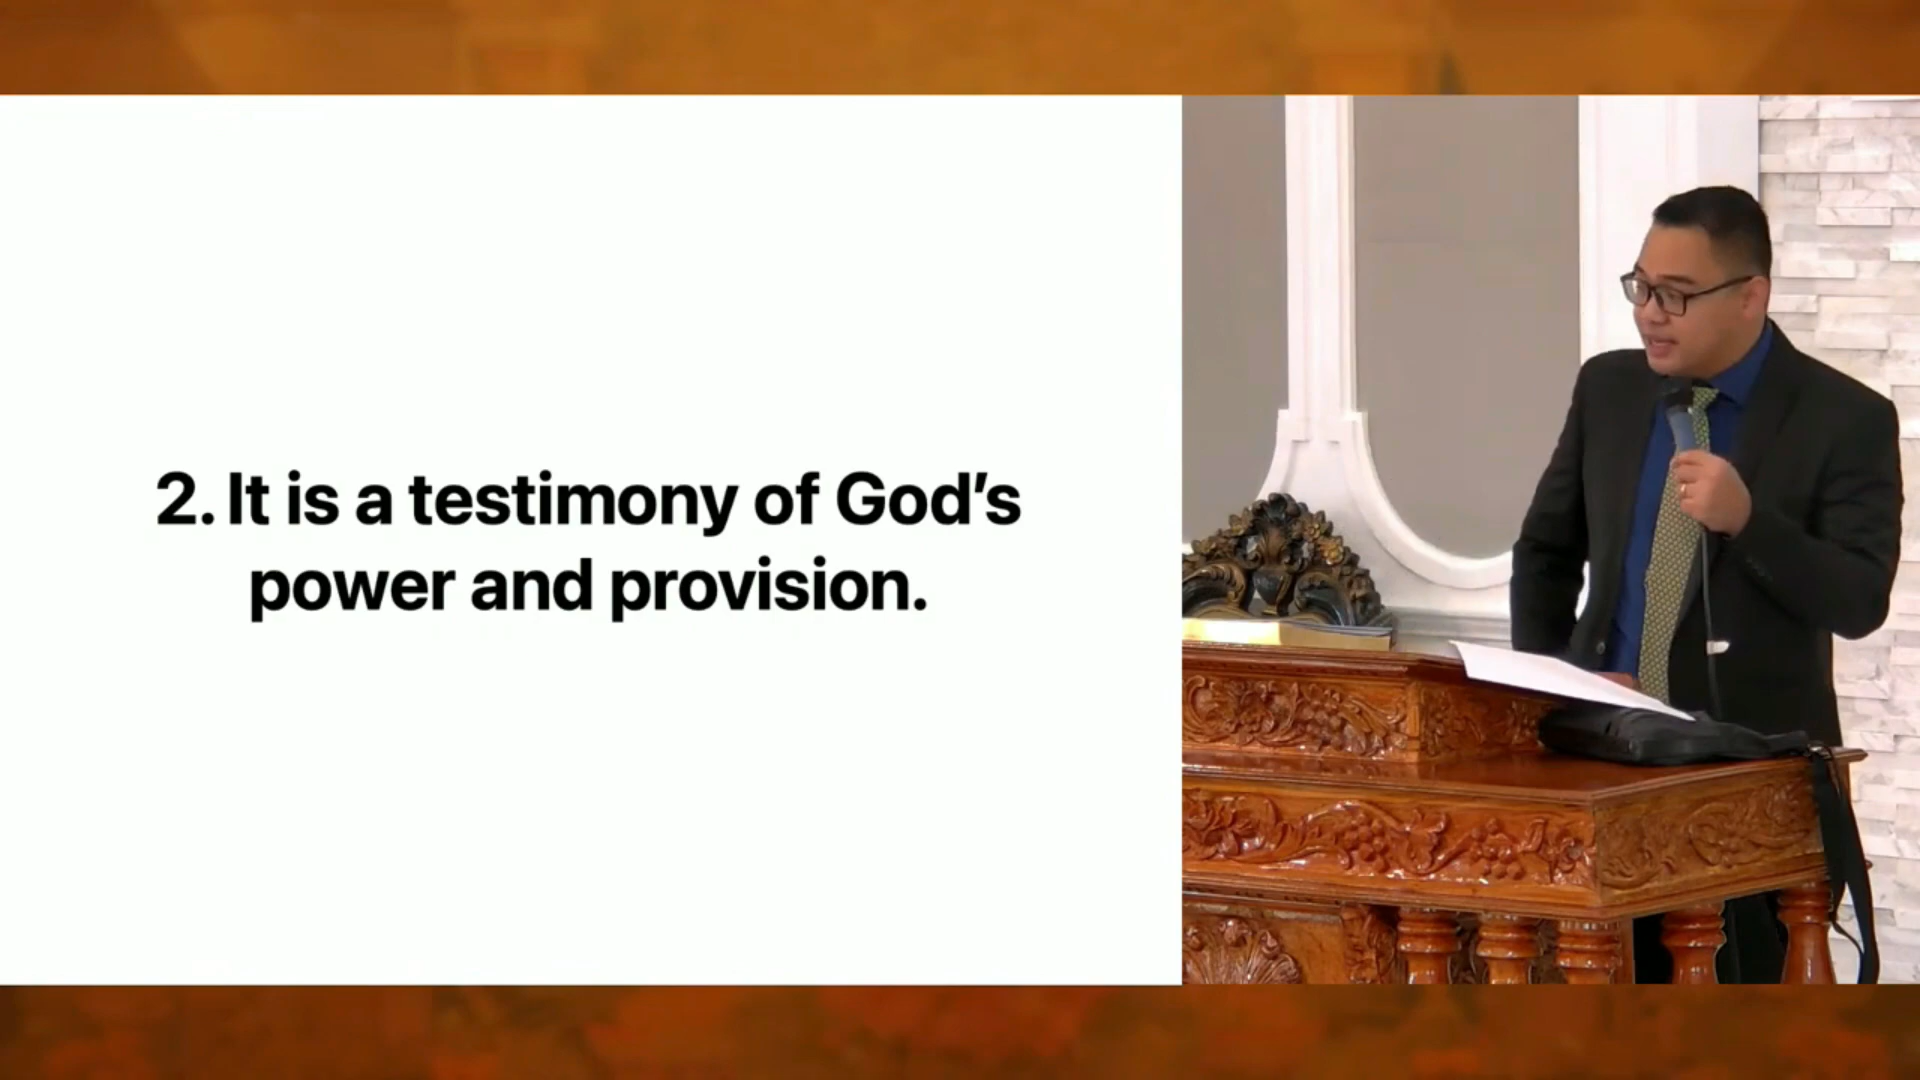 2. It is a testimony of God’s
power and provision.